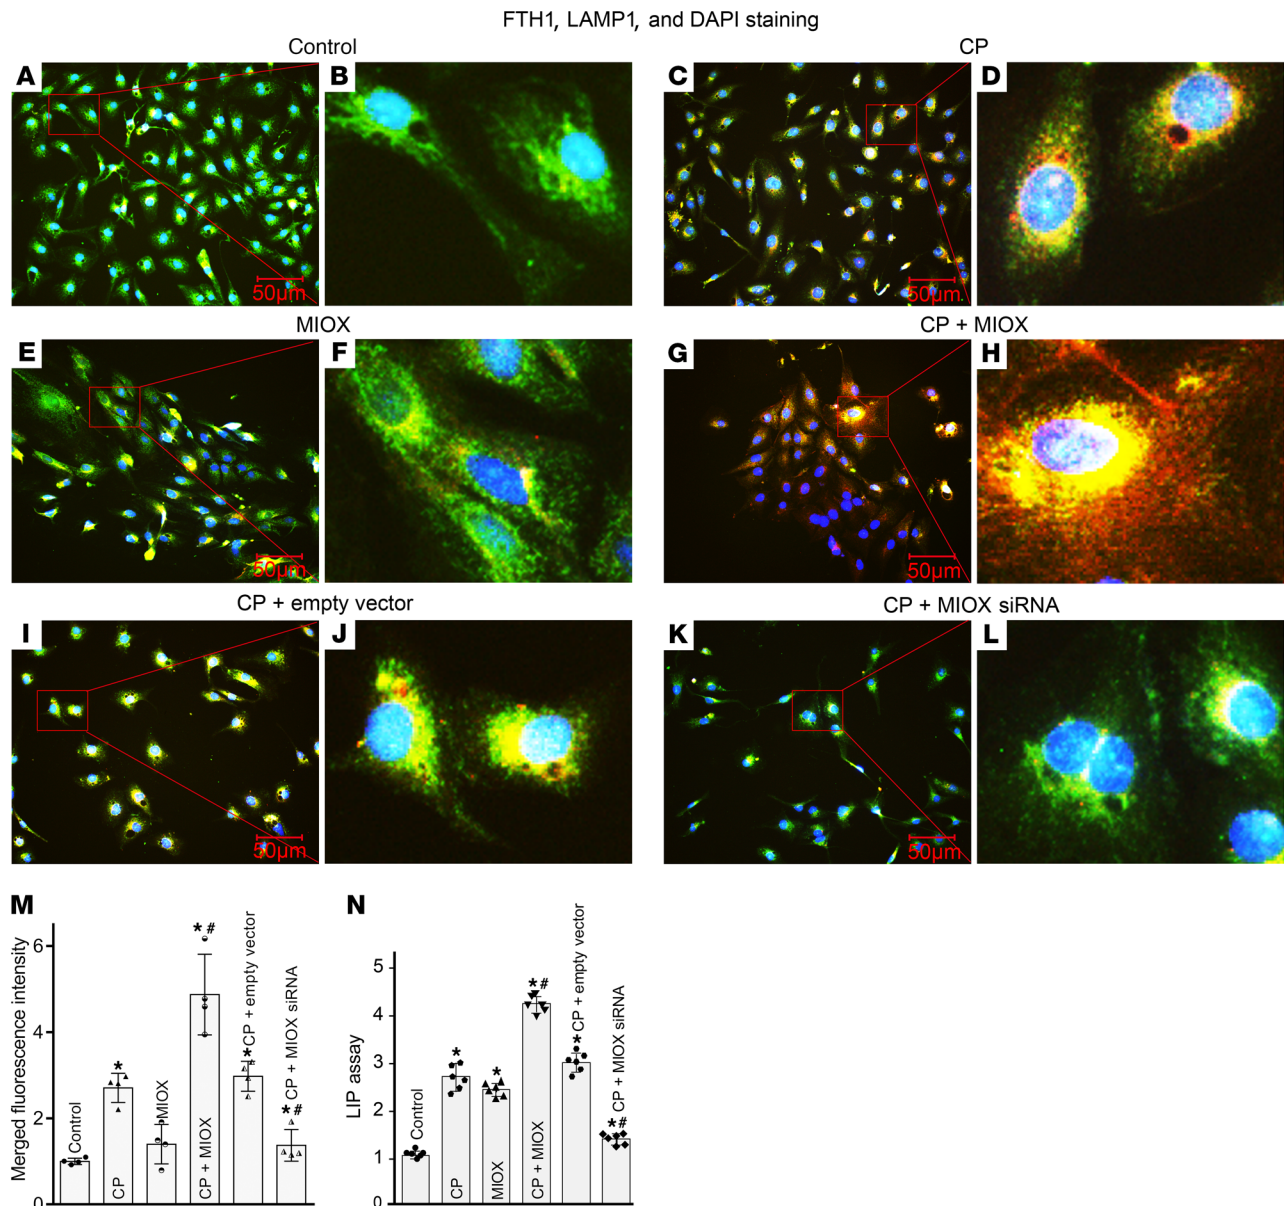 FTH1, LAMP1, and DAPI staining
Control
CP
A
B
C
D
50µm
50µm
MIOX
CP + MIOX
E
F
G
H
50µm
50µm
CP + empty vector
CP + MIOX siRNA
I
J
K
L
50µm
50µm
M
Merged fluorescence intensity
6
4
2
0
Control
CP
*
MIOX
CP + MIOX
* #
CP + empty vector
*
CP + MIOX siRNA
* #
N
LIP assay
5
4
3
2
1
0
Control
CP
*
MIOX
*
CP + MIOX
* #
CP + empty vector
*
CP + MIOX siRNA
* #